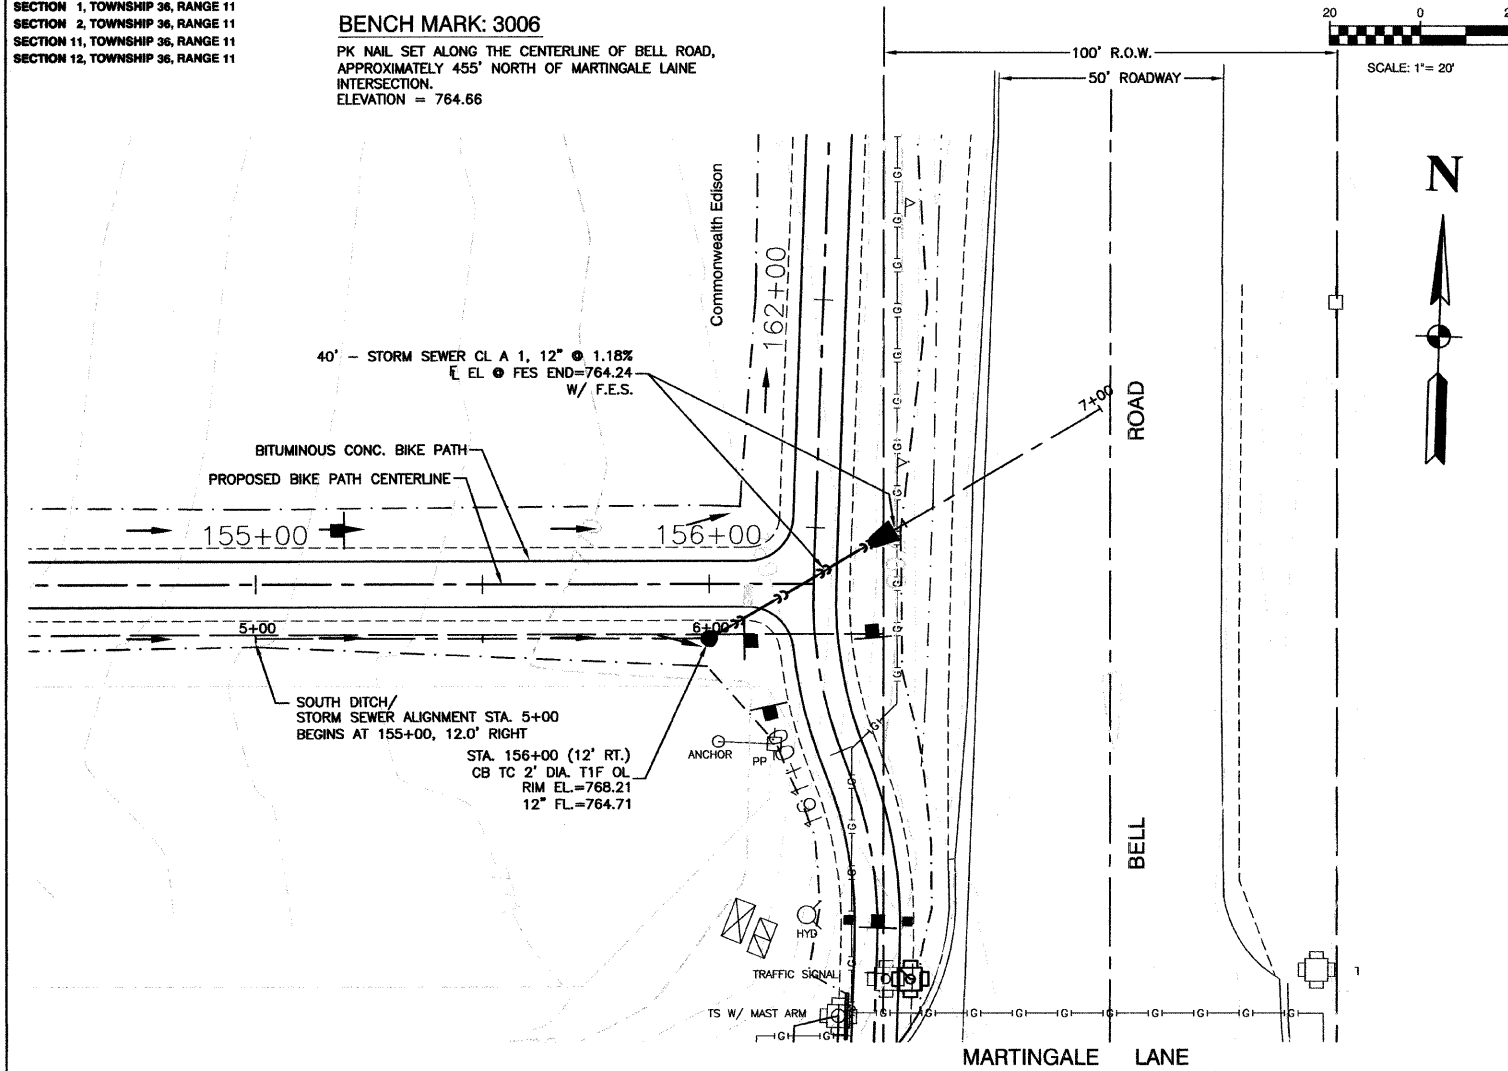 SECTION 1, TOWNSHIP 36, RANGE 11
SECTION 2, TOWNSHIP 36, RANGE 11
SECTION 11, TOWNSHIP 36, RANGE 11
SECTION 12, TOWNSHIP 36, RANGE 11
BENCH MARK: 3006
PK NAIL SET ALONG THE CENTERLINE OF BELL ROAD,
APPROXIMATELY 455' NORTH OF MARTINGALE LAINE
INTERSECTION.
ELEVATION = 764.66
100' R.O.W.
50' ROADWAY
20 0
SCALE: 1"= 20'
N
Commonwealth Edison
162+00
40' - STORM SEWER CL A 1, 12" @ 1.18%
EL @ FES END=764.24
W/ F.E.S.
7+00
ROAD
BITUMINOUS CONC. BIKE PATH
PROPOSED BIKE PATH CENTERLINE
155+00
156+00
5+00
6+00
SOUTH DITCH/
STORM SEWER ALIGNMENT STA. 5+00
BEGINS AT 155+00, 12.0' RIGHT
STA. 156+00 (12' RT.)
CB TC 2' DIA. T1F OL
RIM EL.=768.21
12" FL.=764.71
ANCHOR
PP
161+00
BELL
HYD
TRAFFIC SIGNAL
TS W/ MAST ARM
G G G G G G G G G
MARTINGALE LANE